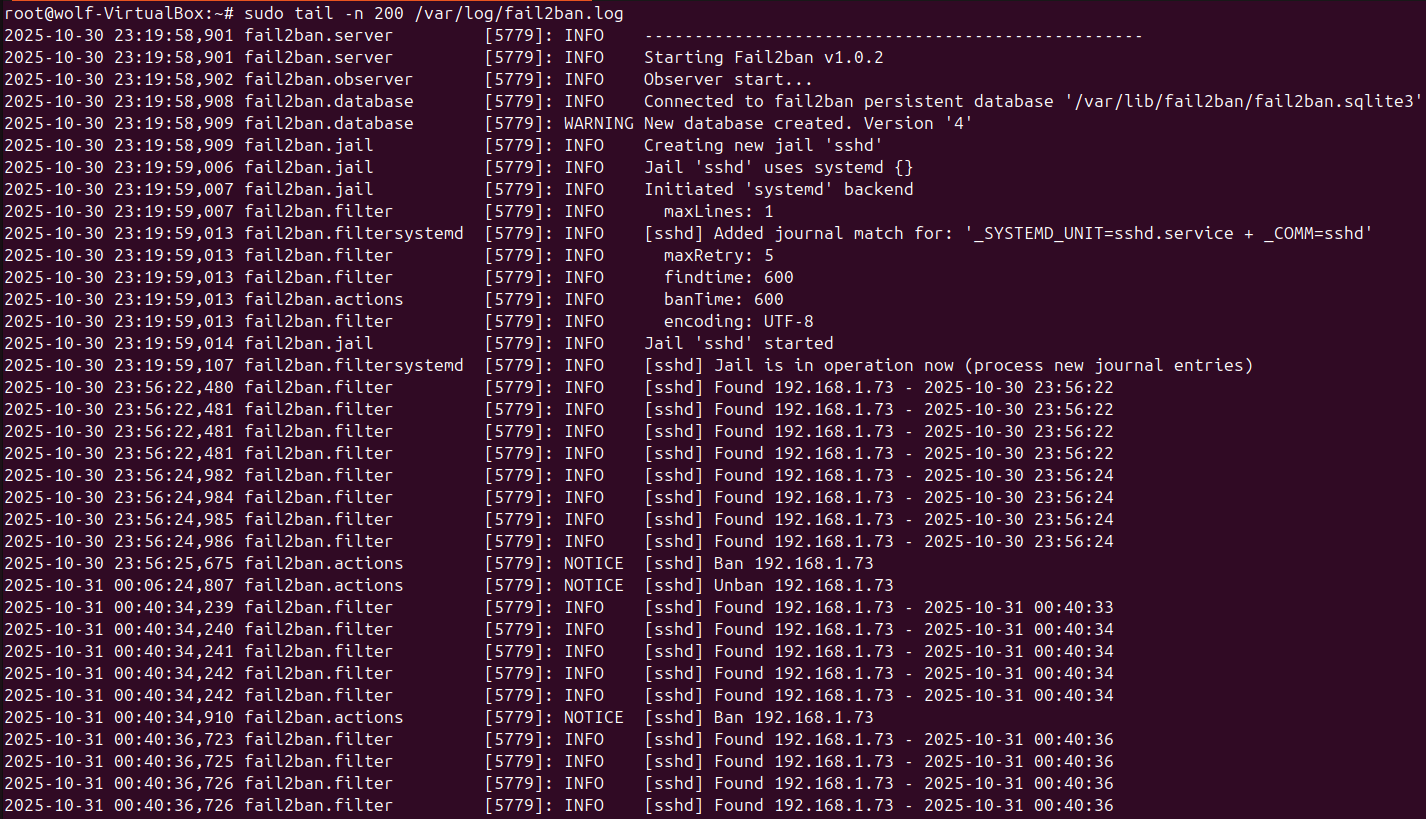 root@wolf-VirtualBox:~# sudo tail -n 200 /var/log/fail2ban.log
2025-10-30 23:19:58,901 fail2ban.server         [5779]: INFO    --------------------------------------------------
2025-10-30 23:19:58,901 fail2ban.server         [5779]: INFO    Starting Fail2ban v1.0.2
2025-10-30 23:19:58,902 fail2ban.observer       [5779]: INFO    Observer start...
2025-10-30 23:19:58,908 fail2ban.database       [5779]: INFO    Connected to fail2ban persistent database '/var/lib/fail2ban/fail2ban.sqlite3'
2025-10-30 23:19:58,909 fail2ban.database       [5779]: WARNING New database created. Version '4'
2025-10-30 23:19:58,909 fail2ban.jail           [5779]: INFO    Creating new jail 'sshd'
2025-10-30 23:19:59,006 fail2ban.jail           [5779]: INFO    Jail 'sshd' uses systemd {}
2025-10-30 23:19:59,007 fail2ban.jail           [5779]: INFO    Initiated 'systemd' backend
2025-10-30 23:19:59,007 fail2ban.filter         [5779]: INFO      maxLines: 1
2025-10-30 23:19:59,013 fail2ban.filtersystemd  [5779]: INFO    [sshd] Added journal match for: '_SYSTEMD_UNIT=sshd.service + _COMM=sshd'
2025-10-30 23:19:59,013 fail2ban.filter         [5779]: INFO      maxRetry: 5
2025-10-30 23:19:59,013 fail2ban.filter         [5779]: INFO      findtime: 600
2025-10-30 23:19:59,013 fail2ban.actions        [5779]: INFO      banTime: 600
2025-10-30 23:19:59,013 fail2ban.filter         [5779]: INFO      encoding: UTF-8
2025-10-30 23:19:59,014 fail2ban.jail           [5779]: INFO    Jail 'sshd' started
2025-10-30 23:19:59,107 fail2ban.filtersystemd  [5779]: INFO    [sshd] Jail is in operation now (process new journal entries)
2025-10-30 23:56:22,480 fail2ban.filter         [5779]: INFO    [sshd] Found 192.168.1.73 - 2025-10-30 23:56:22
2025-10-30 23:56:22,481 fail2ban.filter         [5779]: INFO    [sshd] Found 192.168.1.73 - 2025-10-30 23:56:22
2025-10-30 23:56:22,481 fail2ban.filter         [5779]: INFO    [sshd] Found 192.168.1.73 - 2025-10-30 23:56:22
2025-10-30 23:56:22,481 fail2ban.filter         [5779]: INFO    [sshd] Found 192.168.1.73 - 2025-10-30 23:56:22
2025-10-30 23:56:24,982 fail2ban.filter         [5779]: INFO    [sshd] Found 192.168.1.73 - 2025-10-30 23:56:24
2025-10-30 23:56:24,984 fail2ban.filter         [5779]: INFO    [sshd] Found 192.168.1.73 - 2025-10-30 23:56:24
2025-10-30 23:56:24,985 fail2ban.filter         [5779]: INFO    [sshd] Found 192.168.1.73 - 2025-10-30 23:56:24
2025-10-30 23:56:24,986 fail2ban.filter         [5779]: INFO    [sshd] Found 192.168.1.73 - 2025-10-30 23:56:24
2025-10-30 23:56:25,675 fail2ban.actions        [5779]: NOTICE  [sshd] Ban 192.168.1.73
2025-10-31 00:06:24,807 fail2ban.actions        [5779]: NOTICE  [sshd] Unban 192.168.1.73
2025-10-31 00:40:34,239 fail2ban.filter         [5779]: INFO    [sshd] Found 192.168.1.73 - 2025-10-31 00:40:33
2025-10-31 00:40:34,240 fail2ban.filter         [5779]: INFO    [sshd] Found 192.168.1.73 - 2025-10-31 00:40:34
2025-10-31 00:40:34,241 fail2ban.filter         [5779]: INFO    [sshd] Found 192.168.1.73 - 2025-10-31 00:40:34
2025-10-31 00:40:34,242 fail2ban.filter         [5779]: INFO    [sshd] Found 192.168.1.73 - 2025-10-31 00:40:34
2025-10-31 00:40:34,242 fail2ban.filter         [5779]: INFO    [sshd] Found 192.168.1.73 - 2025-10-31 00:40:34
2025-10-31 00:40:34,910 fail2ban.actions        [5779]: NOTICE  [sshd] Ban 192.168.1.73
2025-10-31 00:40:36,723 fail2ban.filter         [5779]: INFO    [sshd] Found 192.168.1.73 - 2025-10-31 00:40:36
2025-10-31 00:40:36,725 fail2ban.filter         [5779]: INFO    [sshd] Found 192.168.1.73 - 2025-10-31 00:40:36
2025-10-31 00:40:36,726 fail2ban.filter         [5779]: INFO    [sshd] Found 192.168.1.73 - 2025-10-31 00:40:36
2025-10-31 00:40:36,726 fail2ban.filter         [5779]: INFO    [sshd] Found 192.168.1.73 - 2025-10-31 00:40:36